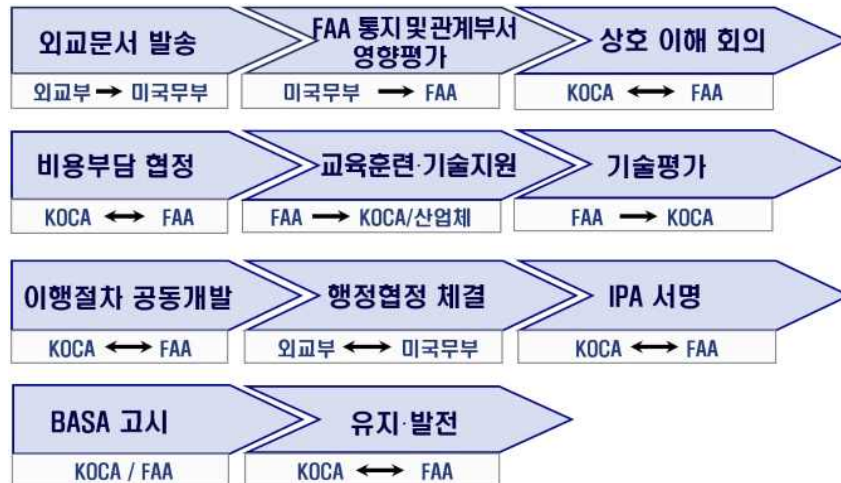 외교문서 발송
외교부 → 미국무부
FAA 통지 및 관계부서
영향평가
미국무부 → FAA
상호 이해 회의
KOCA ↔ FAA
비용부담 협정
KOCA ↔ FAA
교육훈련·기술지원
FAA → KOCA/산업체
기술평가
FAA → KOCA
이행절차 공동개발
KOCA ↔ FAA
행정협정 체결
외교부 ↔ 미국무부
IPA 서명
KOCA ↔ FAA
BASA 고시
KOCA / FAA
유지·발전
KOCA ↔ FAA